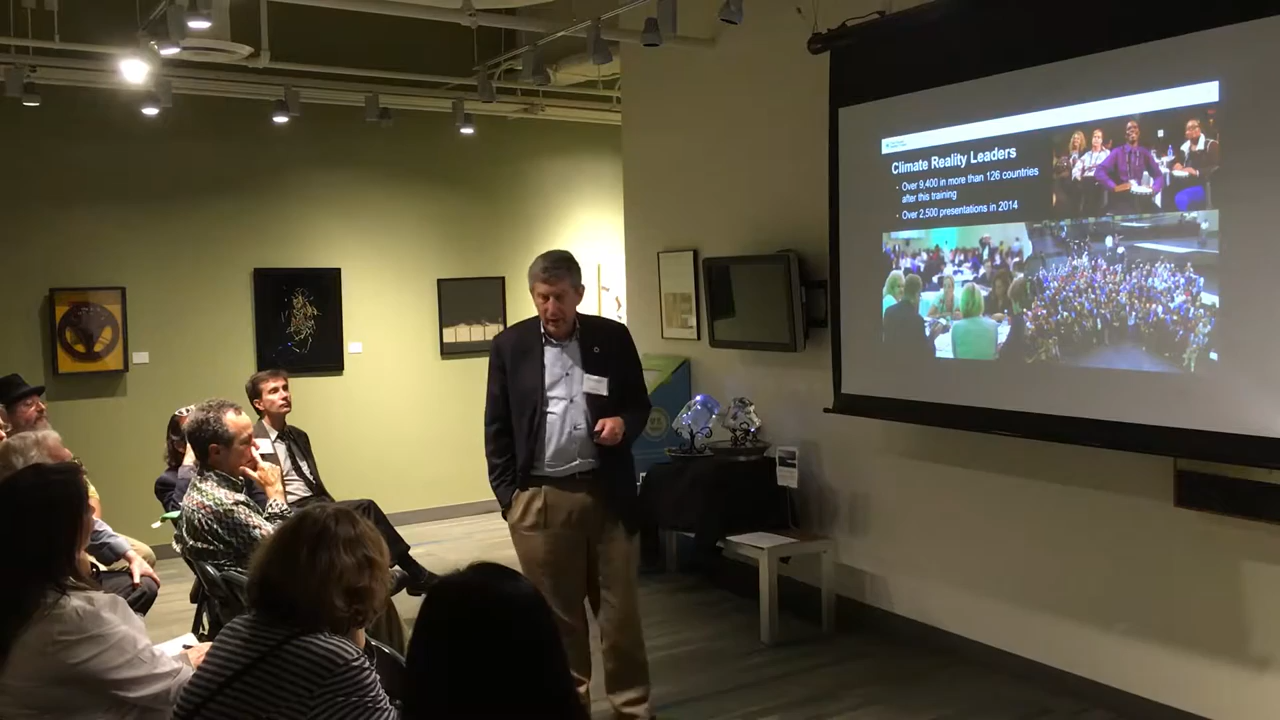 Climate Reality Leaders
• Over 9,400 in more than 126 countries
after this training
• Over 2,500 presentations in 2014